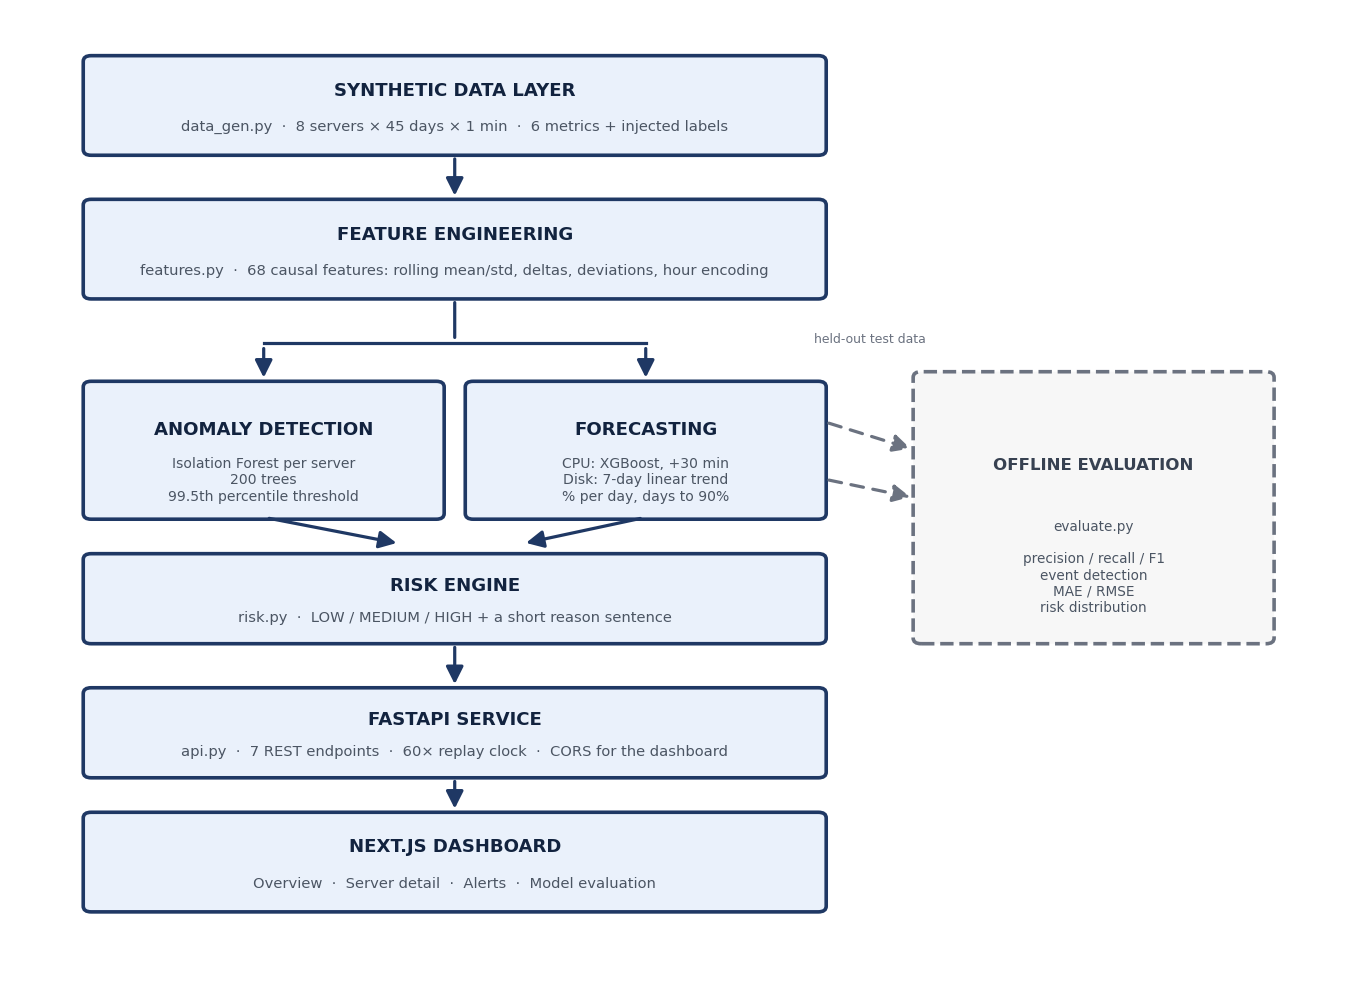 SYNTHETIC DATA LAYER
data_gen.py · 8 servers × 45 days × 1 min · 6 metrics + injected labels
FEATURE ENGINEERING
features.py · 68 causal features: rolling mean/std, deltas, deviations, hour encoding
held-out test data
ANOMALY DETECTION
Isolation Forest per server
200 trees
99.5th percentile threshold
FORECASTING
CPU: XGBoost, +30 min
Disk: 7-day linear trend
% per day, days to 90%
OFFLINE EVALUATION
evaluate.py
precision / recall / F1
event detection
MAE / RMSE
risk distribution
RISK ENGINE
risk.py · LOW / MEDIUM / HIGH + a short reason sentence
FASTAPI SERVICE
api.py · 7 REST endpoints · 60× replay clock · CORS for the dashboard
NEXT.JS DASHBOARD
Overview · Server detail · Alerts · Model evaluation